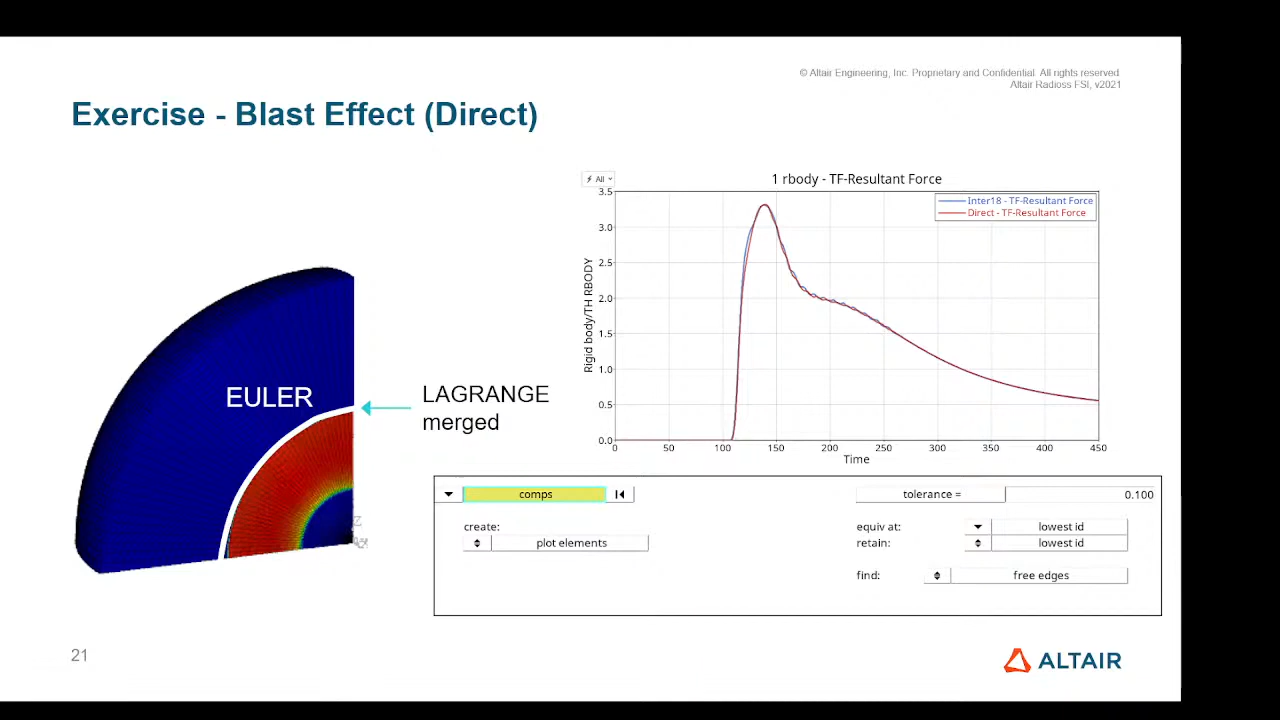 © Altair Engineering, Inc. Proprietary and Confidential. All rights reserved.
Altair Radioss FSI, v2021
Exercise - Blast Effect (Direct)
All
1 rbody - TF-Resultant Force
Inter18 - TF-Resultant Force
Direct - TF-Resultant Force
3.5
3.0
2.5
2.0
1.5
1.0
0.5
0.0
Rigid body/TH RBODY
0 50 100 150 200 250 300 350 400 450
Time
EULER
LAGRANGE
merged
comps
tolerance = 0.100
create:
plot elements
equiv at: lowest id
retain: lowest id
find: free edges
21
ALTAIR